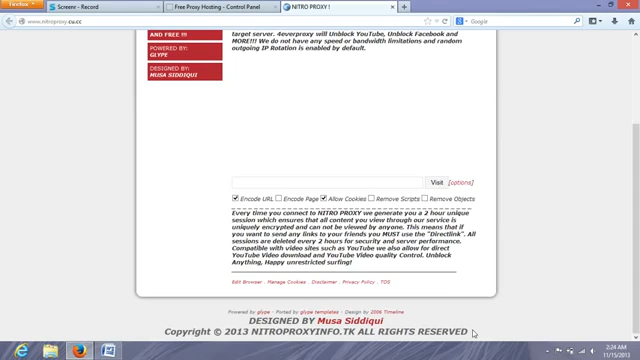 Firefox
Screenr - Record
Free Proxy Hosting - Control Panel
NITRO PROXY !
www.nitroproxy.cu.cc
Google
AND FREE !!!
target server. 4everproxy will Unblock YouTube, Unblock Facebook and
MORE!!! We do not have any speed or bandwidth limitations and random
outgoing IP Rotation is enabled by default.
POWERED BY:
GLYPE
DESIGNED BY:
MUSA SIDDIQUI
Visit [options]
Encode URL Encode Page Allow Cookies Remove Scripts Remove Objects
Every time you connect to NITRO PROXY we generate you a 2 hour unique
session which ensures that all content you view through our service is
uniquely encrypted and can not be viewed by anyone. This means that if
you want to send any links to your friends you MUST use the "Directlink". All
sessions are deleted every 2 hours for security and server performance.
Compatible with video sites such as YouTube we also allow for direct
YouTube Video download and YouTube Video quality Control. Unblock
Anything, Happy unrestricted surfing!
Edit Browser . Manage Cookies . Disclaimer . Privacy Policy . TOS
Powered by glype - Ported by glype templates - Design by 2006 Timeline
DESIGNED BY Musa Siddiqui
Copyright © 2013 NITROPROXYINFO.TK ALL RIGHTS RESERVED
2:24 AM
11/15/2013